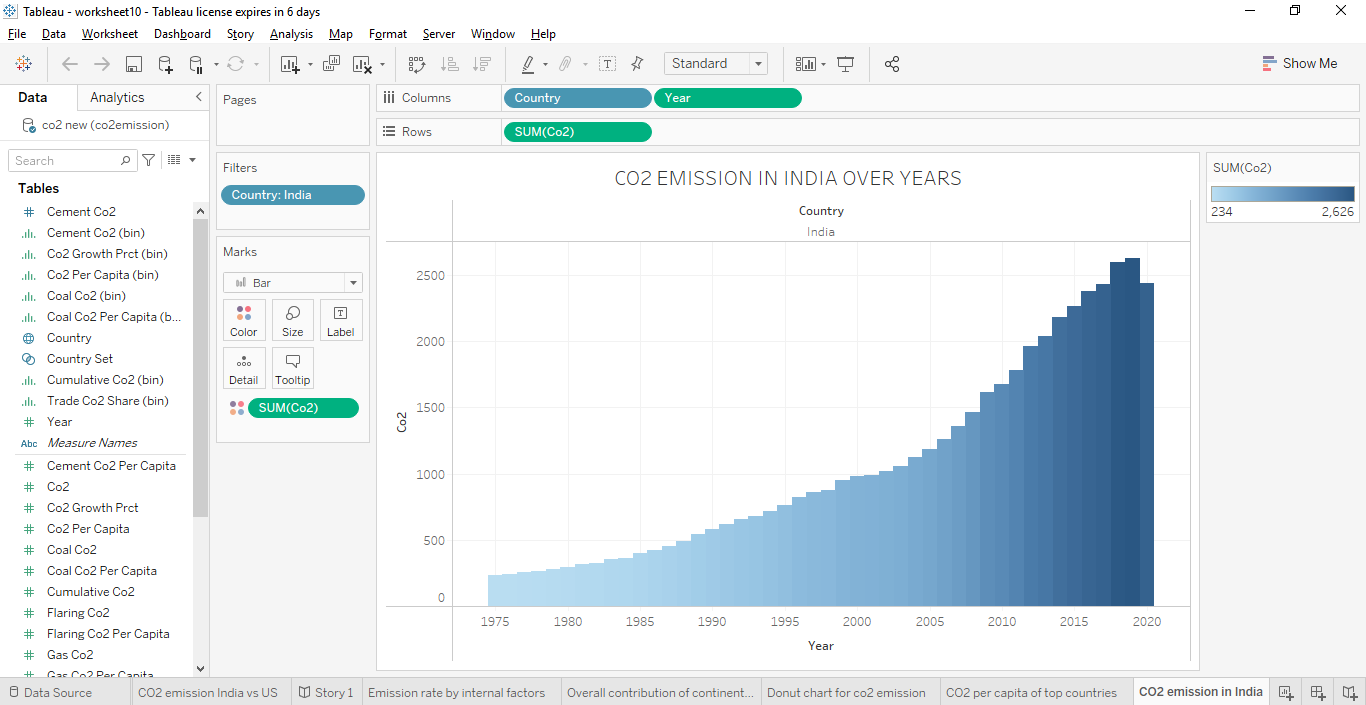 Tableau - worksheet10 - Tableau license expires in 6 days
File Data Worksheet Dashboard Story Analysis Map Format Server Window Help
Standard
Show Me
Data Analytics
co2 new (co2emission)
Search
Tables
Cement Co2
Cement Co2 (bin)
Co2 Growth Prct (bin)
Co2 Per Capita (bin)
Coal Co2 (bin)
Coal Co2 Per Capita (b...
Country
Country Set
Cumulative Co2 (bin)
Trade Co2 Share (bin)
Year
Abc Measure Names
Cement Co2 Per Capita
Co2
Co2 Growth Prct
Co2 Per Capita
Coal Co2
Coal Co2 Per Capita
Cumulative Co2
Flaring Co2
Flaring Co2 Per Capita
Gas Co2
Gas Co2 Per Capita
Pages
Filters
Country: India
Marks
Bar
Color Size Label
Detail Tooltip
SUM(Co2)
Columns Country Year
Rows SUM(Co2)
CO2 EMISSION IN INDIA OVER YEARS
Country
India
2500
2000
1500
1000
500
0
Co2
1975 1980 1985 1990 1995 2000 2005 2010 2015 2020
Year
SUM(Co2)
234 2,626
Data Source CO2 emission India vs US Story 1 Emission rate by internal factors Overall contribution of continent... Donut chart for co2 emission CO2 per capita of top countries CO2 emission in India